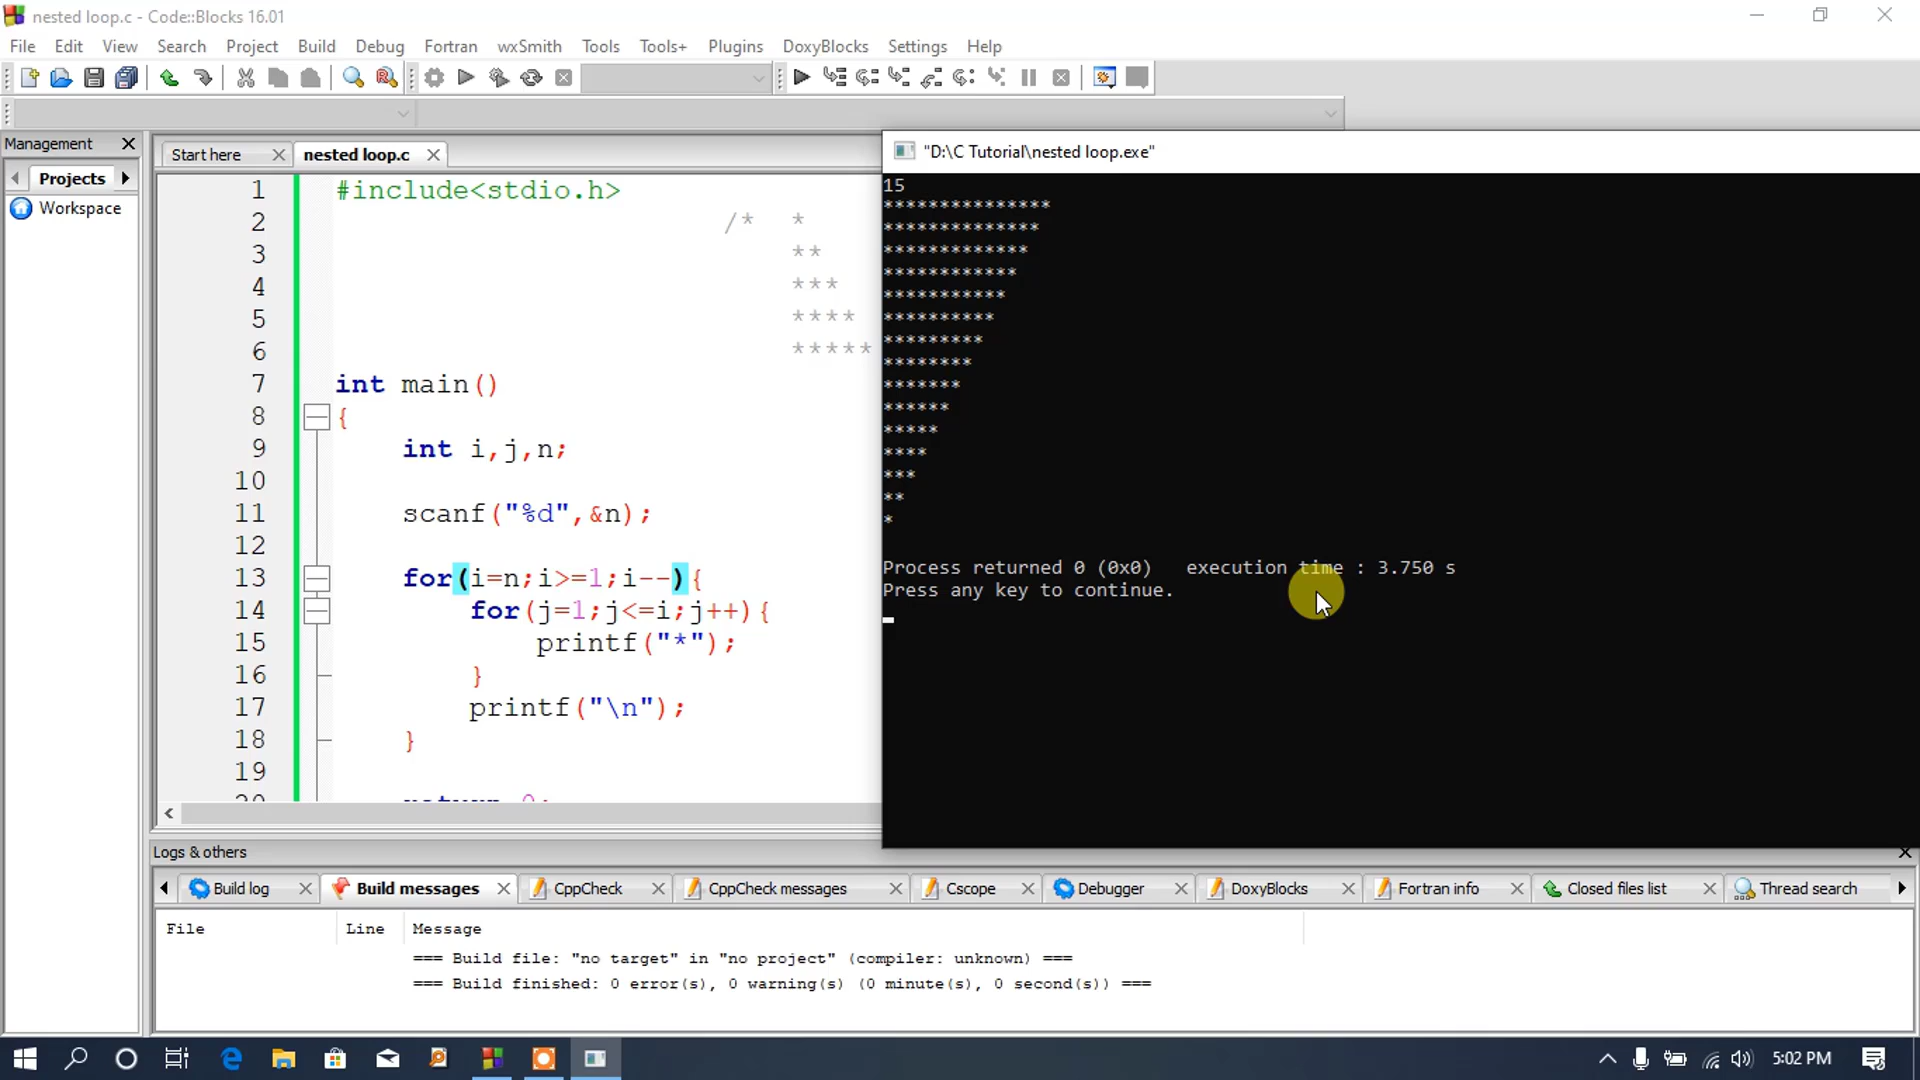 nested loop.c - Code::Blocks 16.01
File Edit View Search Project Build Debug Fortran wxSmith Tools Tools+ Plugins DoxyBlocks Settings Help
Management
Projects
Workspace
Start here nested loop.c
1 #include<stdio.h>
2 /* *
3 **
4 ***
5 ****
6 *****
7 int main()
8 {
9 int i,j,n;
10
11 scanf("%d",&n);
12
13 for(i=n;i>=1;i--){
14 for(j=1;j<=i;j++){
15 printf("*");
16 }
17 printf("\n");
18 }
19
20 return 0;
"D:\C Tutorial\nested loop.exe"
15
***************
**************
*************
************
***********
**********
*********
********
*******
******
*****
****
***
**
*
Process returned 0 (0x0) execution time : 3.750 s
Press any key to continue.
Logs & others
Build log Build messages CppCheck CppCheck messages Cscope Debugger DoxyBlocks Fortran info Closed files list Thread search
File Line Message
=== Build file: "no target" in "no project" (compiler: unknown) ===
=== Build finished: 0 error(s), 0 warning(s) (0 minute(s), 0 second(s)) ===
5:02 PM